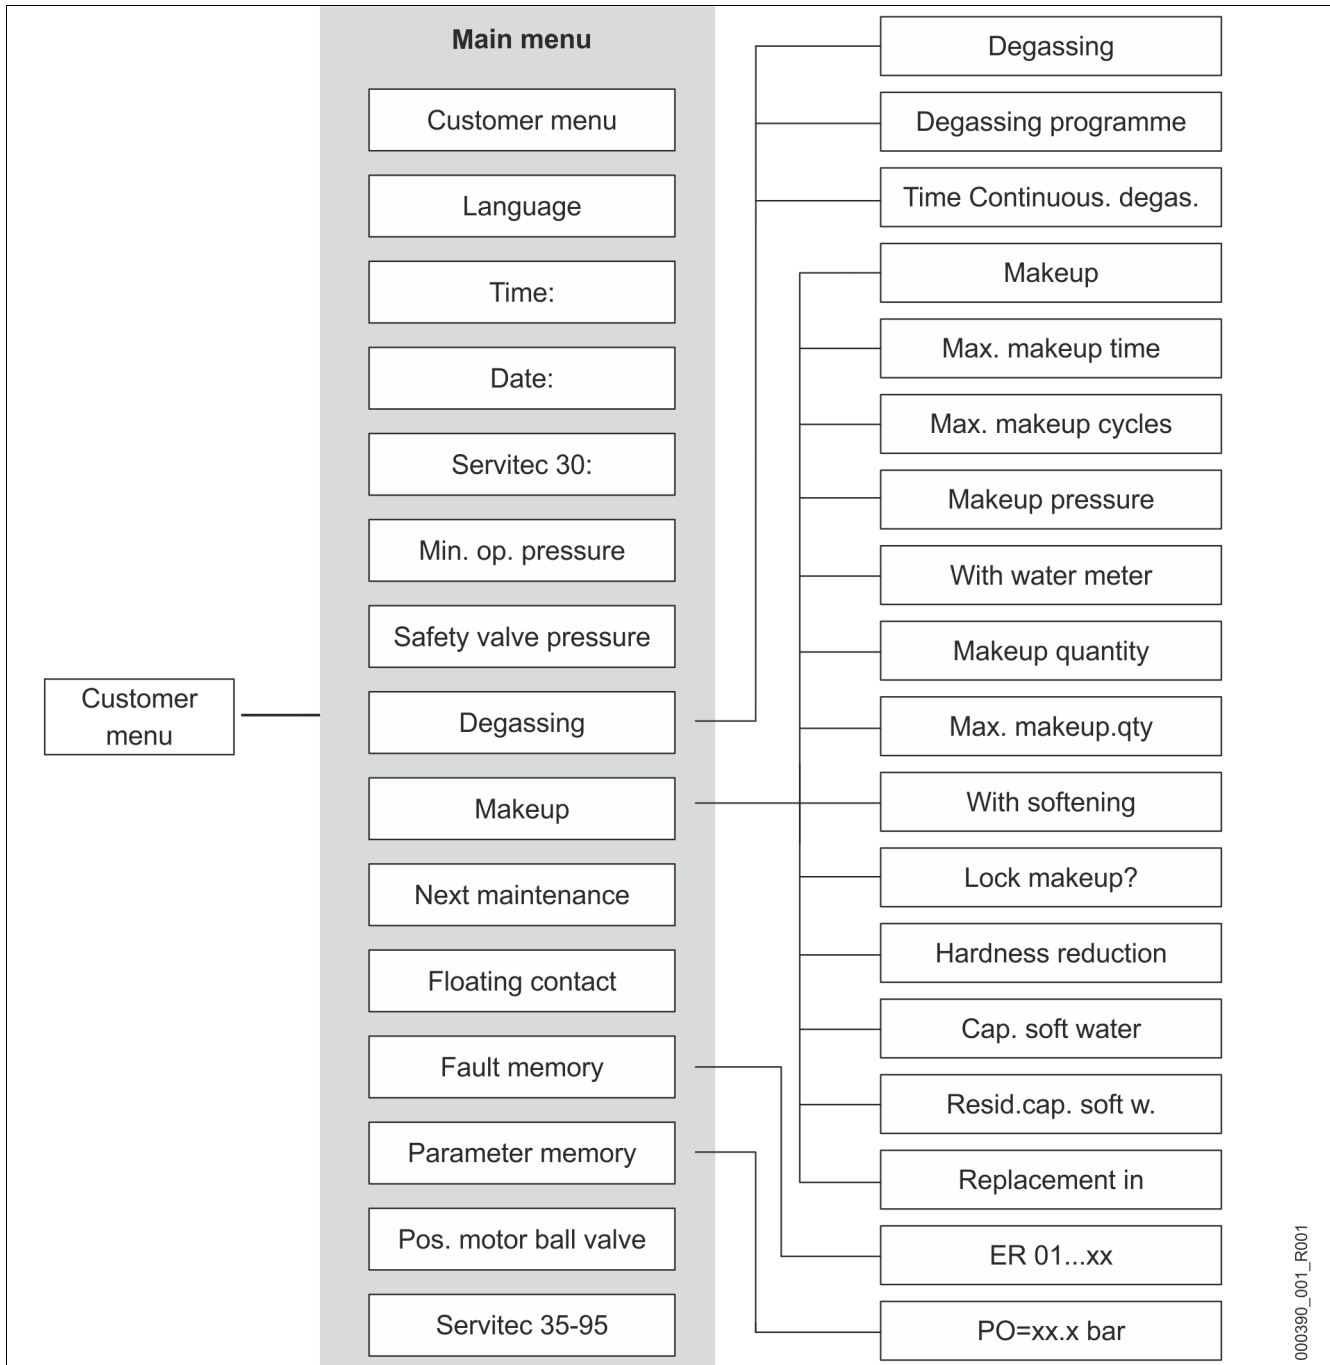 Customer
menu
Main menu
Customer menu
Language
Time:
Date:
Servitec 30:
Min. op. pressure
Safety valve pressure
Degassing
Makeup
Next maintenance
Floating contact
Fault memory
Parameter memory
Pos. motor ball valve
Servitec 35-95
Degassing
Degassing programme
Time Continuous. degas.
Makeup
Max. makeup time
Max. makeup cycles
Makeup pressure
With water meter
Makeup quantity
Max. makeup.qty
With softening
Lock makeup?
Hardness reduction
Cap. soft water
Resid.cap. soft w.
Replacement in
ER 01...xx
PO=xx.x bar
000390_001_R001